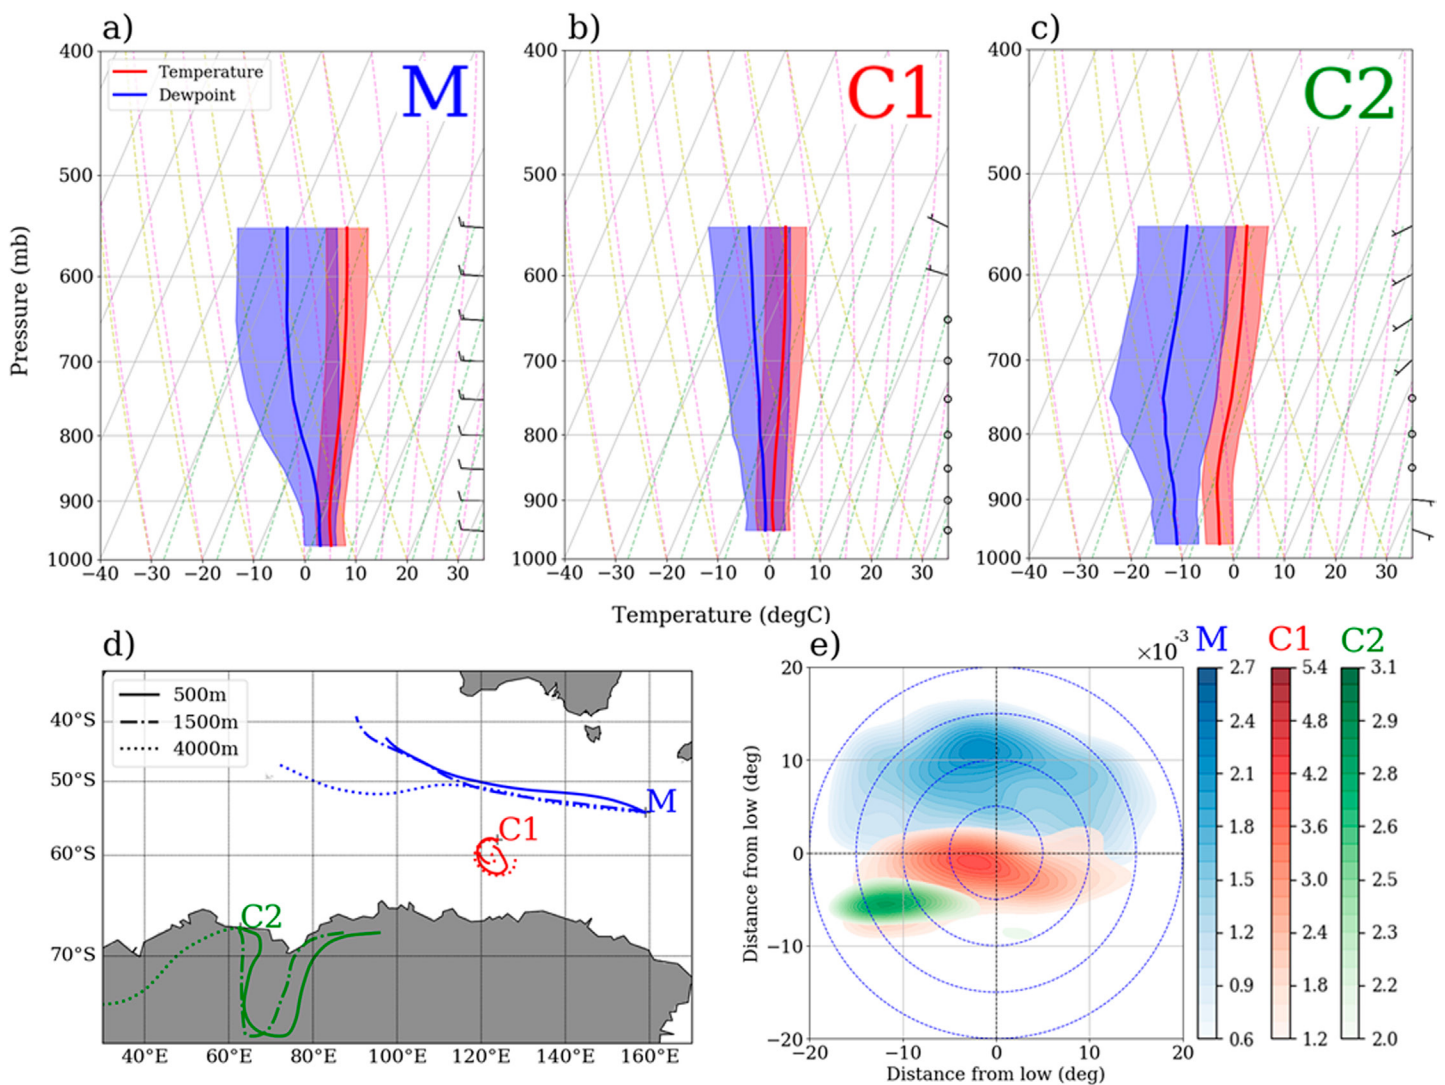 a)
b)
c)
M
C1
C2
Temperature
Dewpoint
400
500
600
700
800
900
1000
−40 −30 −20 −10 0 10 20 30
400
500
600
700
800
900
1000
−40 −30 −20 −10 0 10 20 30
400
500
600
700
800
900
1000
−40 −30 −20 −10 0 10 20 30
Pressure (mb)
Temperature (degC)
d)
500m
1500m
4000m
40°S
50°S
60°S
70°S
M
C1
C2
40°E 60°E 80°E 100°E 120°E 140°E 160°E
e)
×10⁻³
M
C1
C2
20
10
0
−10
−20
−20 −10 0 10 20
Distance from low (deg)
Distance from low (deg)
2.7
2.4
2.1
1.8
1.5
1.2
0.9
0.6
5.4
4.8
4.2
3.6
3.0
2.4
1.8
1.2
3.1
2.9
2.8
2.6
2.5
2.3
2.2
2.0